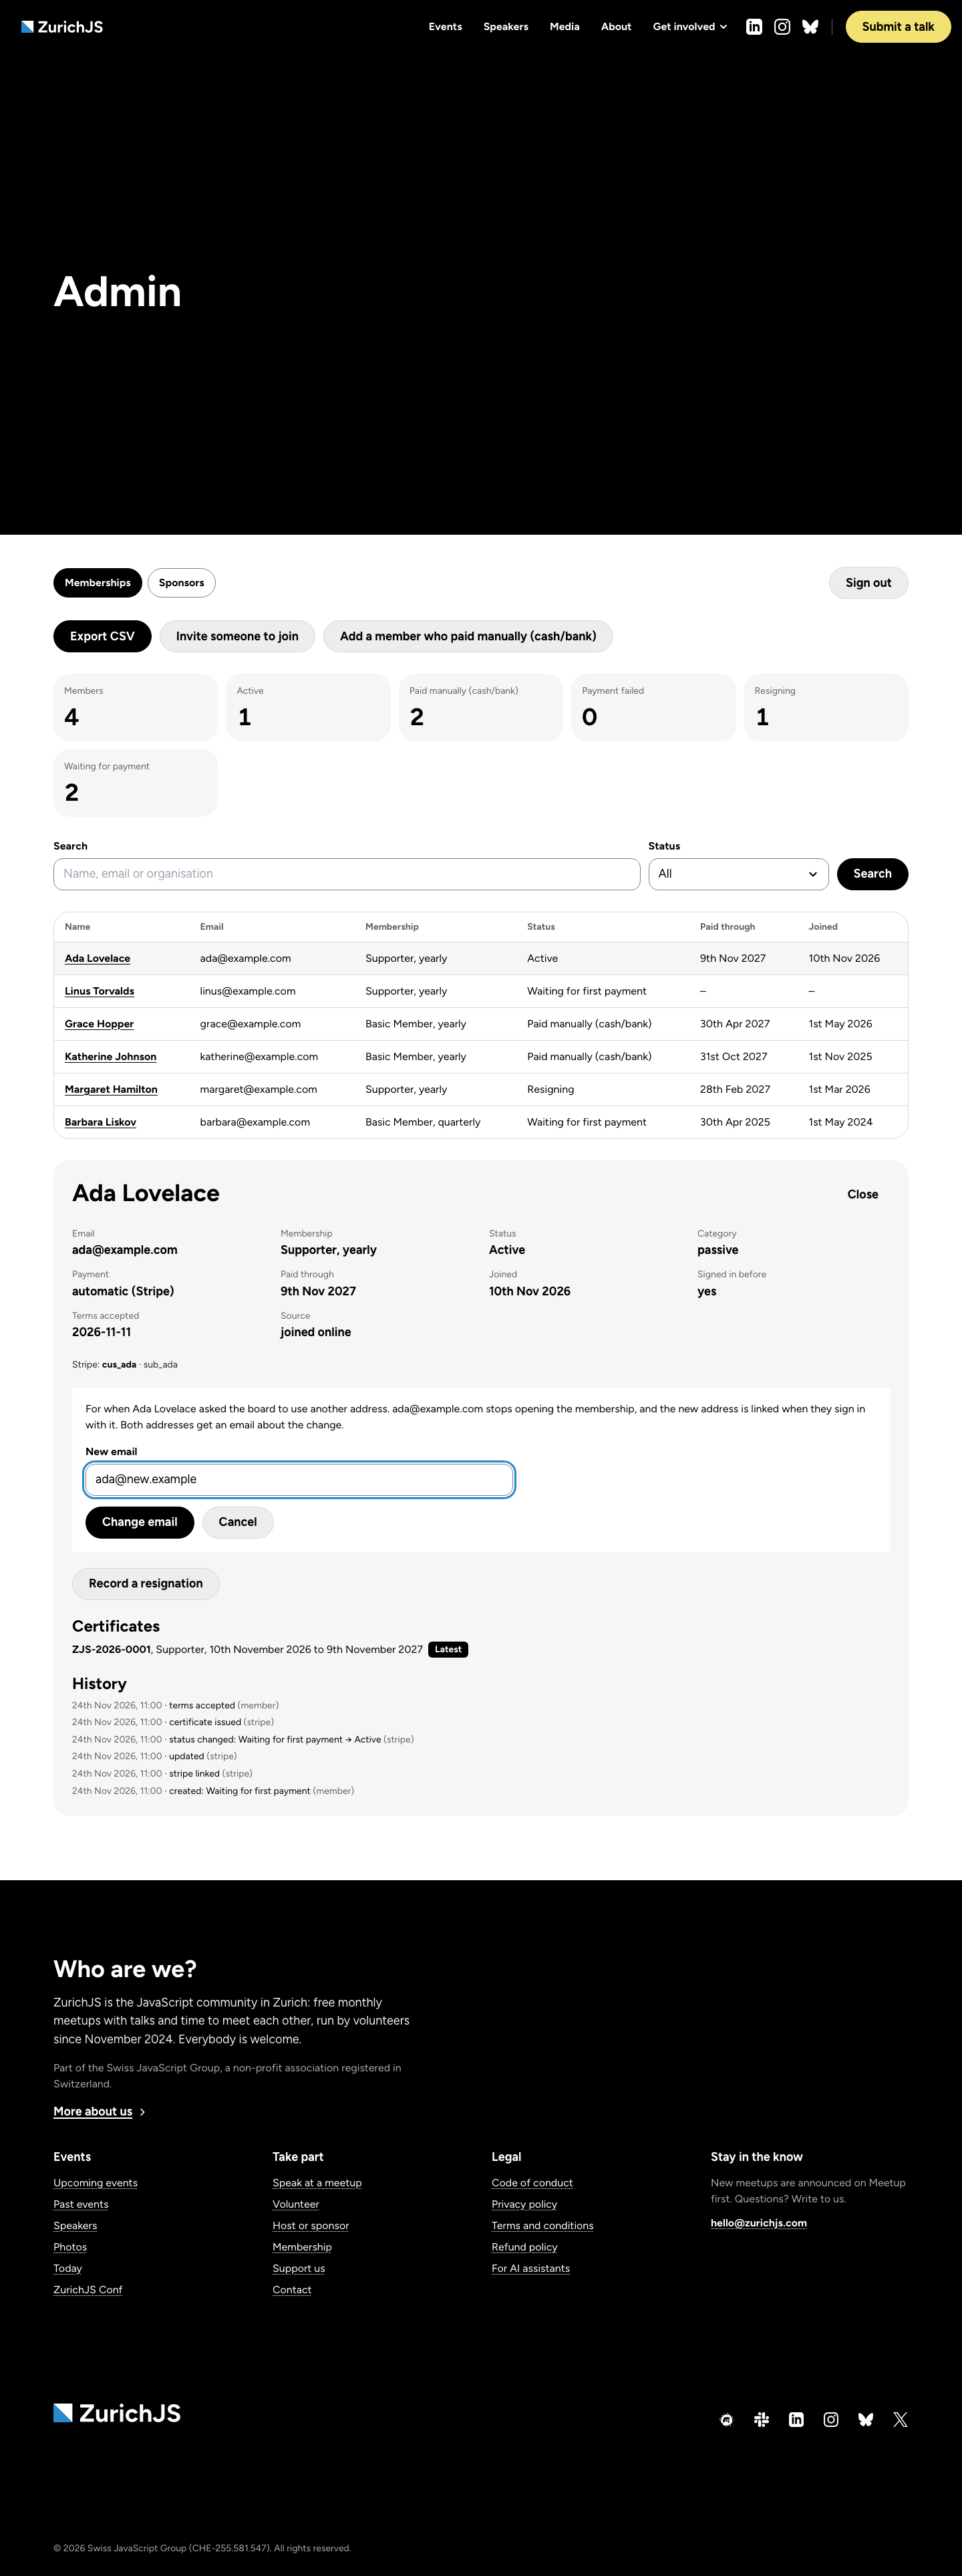 ZurichJS
Events Speakers Media About Get involved Submit a talk
Admin
Memberships Sponsors Sign out
Export CSV Invite someone to join Add a member who paid manually (cash/bank)
Members Active Paid manually (cash/bank) Payment failed Resigning
4 1 2 0 1
Waiting for payment
2
Search Status
Name, email or organisation All Search
Name Email Membership Status Paid through Joined
Ada Lovelace ada@example.com Supporter, yearly Active 9th Nov 2027 10th Nov 2026
Linus Torvalds linus@example.com Supporter, yearly Waiting for first payment – –
Grace Hopper grace@example.com Basic Member, yearly Paid manually (cash/bank) 30th Apr 2027 1st May 2026
Katherine Johnson katherine@example.com Basic Member, yearly Paid manually (cash/bank) 31st Oct 2027 1st Nov 2025
Margaret Hamilton margaret@example.com Supporter, yearly Resigning 28th Feb 2027 1st Mar 2026
Barbara Liskov barbara@example.com Basic Member, quarterly Waiting for first payment 30th Apr 2025 1st May 2024
Ada Lovelace Close
Email Membership Status Category
ada@example.com Supporter, yearly Active passive
Payment Paid through Joined Signed in before
automatic (Stripe) 9th Nov 2027 10th Nov 2026 yes
Terms accepted Source
2026-11-11 joined online
Stripe: cus_ada · sub_ada
For when Ada Lovelace asked the board to use another address. ada@example.com stops opening the membership, and the new address is linked when they sign in
with it. Both addresses get an email about the change.
New email
ada@new.example
Change email Cancel
Record a resignation
Certificates
ZJS-2026-0001, Supporter, 10th November 2026 to 9th November 2027 Latest
History
24th Nov 2026, 11:00 · terms accepted (member)
24th Nov 2026, 11:00 · certificate issued (stripe)
24th Nov 2026, 11:00 · status changed: Waiting for first payment → Active (stripe)
24th Nov 2026, 11:00 · updated (stripe)
24th Nov 2026, 11:00 · stripe linked (stripe)
24th Nov 2026, 11:00 · created: Waiting for first payment (member)
Who are we?
ZurichJS is the JavaScript community in Zurich: free monthly
meetups with talks and time to meet each other, run by volunteers
since November 2024. Everybody is welcome.
Part of the Swiss JavaScript Group, a non-profit association registered in
Switzerland.
More about us
Events Take part Legal Stay in the know
Upcoming events Speak at a meetup Code of conduct New meetups are announced on Meetup
Past events Volunteer Privacy policy first. Questions? Write to us.
Speakers Host or sponsor Terms and conditions hello@zurichjs.com
Photos Membership Refund policy
Today Support us For AI assistants
ZurichJS Conf Contact
ZurichJS
© 2026 Swiss JavaScript Group (CHE-255.581.547). All rights reserved.